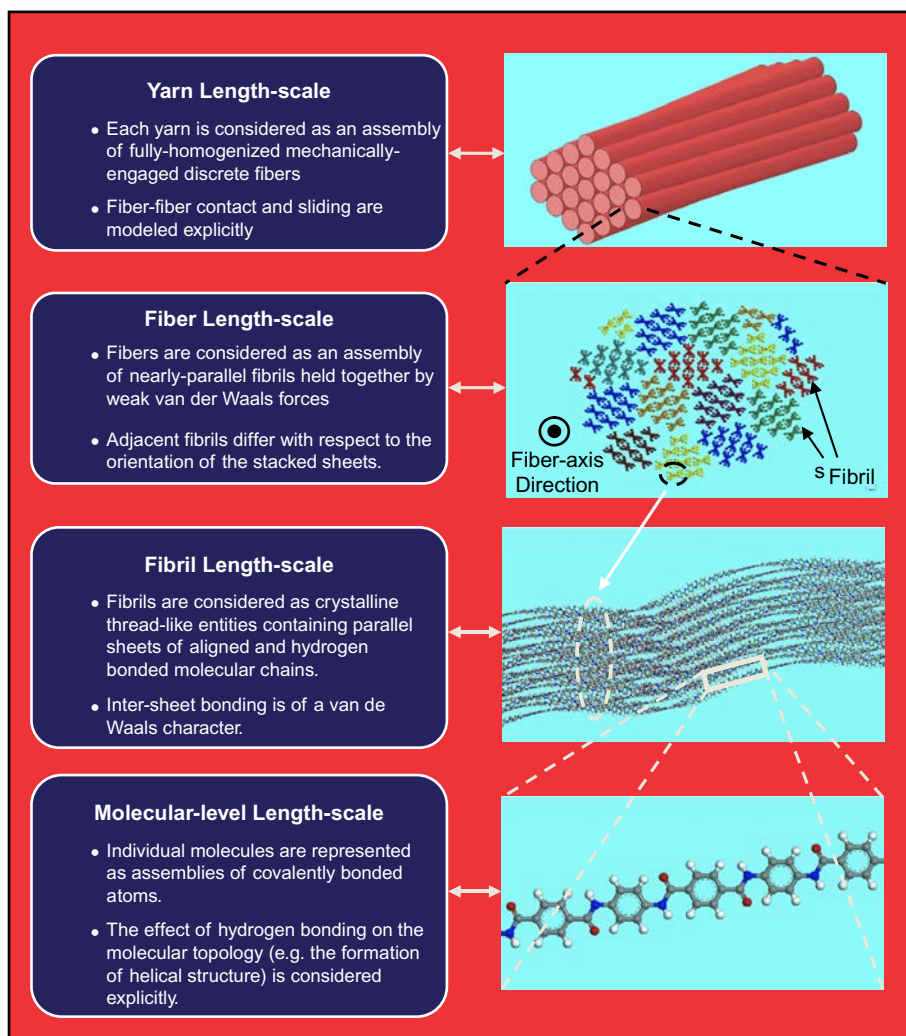 Yarn Length-scale
• Each yarn is considered as an assembly
of fully-homogenized mechanically-
engaged discrete fibers
• Fiber-fiber contact and sliding are
modeled explicitly
Fiber Length-scale
• Fibers are considered as an assembly
of nearly-parallel fibrils held together by
weak van der Waals forces
• Adjacent fibrils differ with respect to the
orientation of the stacked sheets.
Fiber-axis
Direction
s Fibril
Fibril Length-scale
• Fibrils are considered as crystalline
thread-like entities containing parallel
sheets of aligned and hydrogen
bonded molecular chains.
• Inter-sheet bonding is of a van de
Waals character.
Molecular-level Length-scale
• Individual molecules are represented
as assemblies of covalently bonded
atoms.
• The effect of hydrogen bonding on the
molecular topology (e.g. the formation
of helical structure) is considered
explicitly.